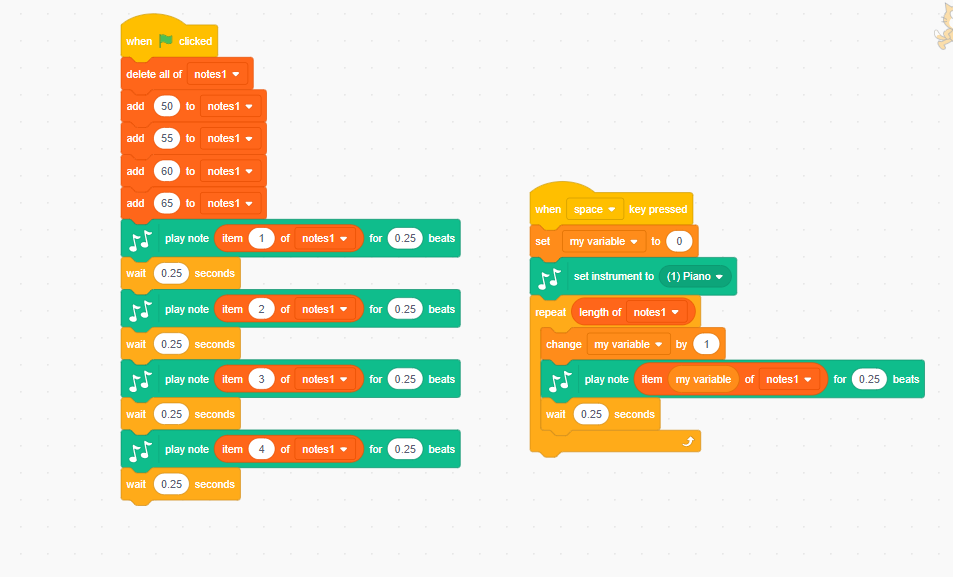 when clicked
delete all of notes1
add 50 to notes1
add 55 to notes1
add 60 to notes1
add 65 to notes1
play note item 1 of notes1 for 0.25 beats
wait 0.25 seconds
play note item 2 of notes1 for 0.25 beats
wait 0.25 seconds
play note item 3 of notes1 for 0.25 beats
wait 0.25 seconds
play note item 4 of notes1 for 0.25 beats
wait 0.25 seconds
when space key pressed
set my variable to 0
set instrument to (1) Piano
repeat length of notes1
change my variable by 1
play note item my variable of notes1 for 0.25 beats
wait 0.25 seconds